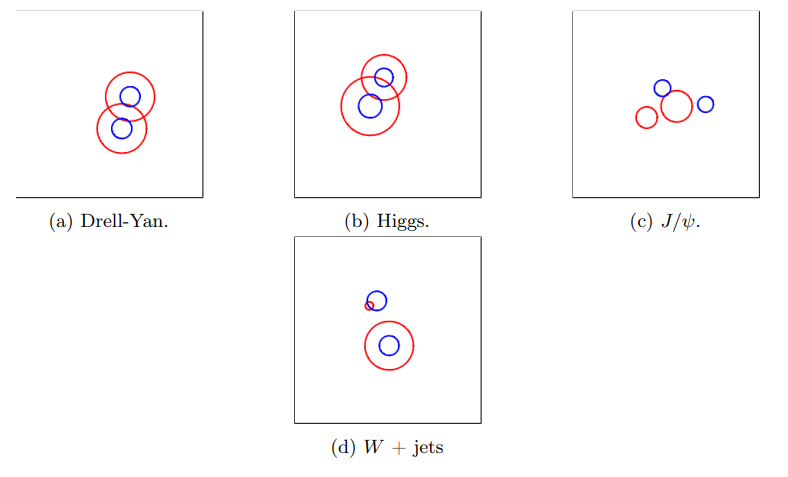 (a) Drell-Yan.
(b) Higgs.
(c) J/ψ.
(d) W + jets